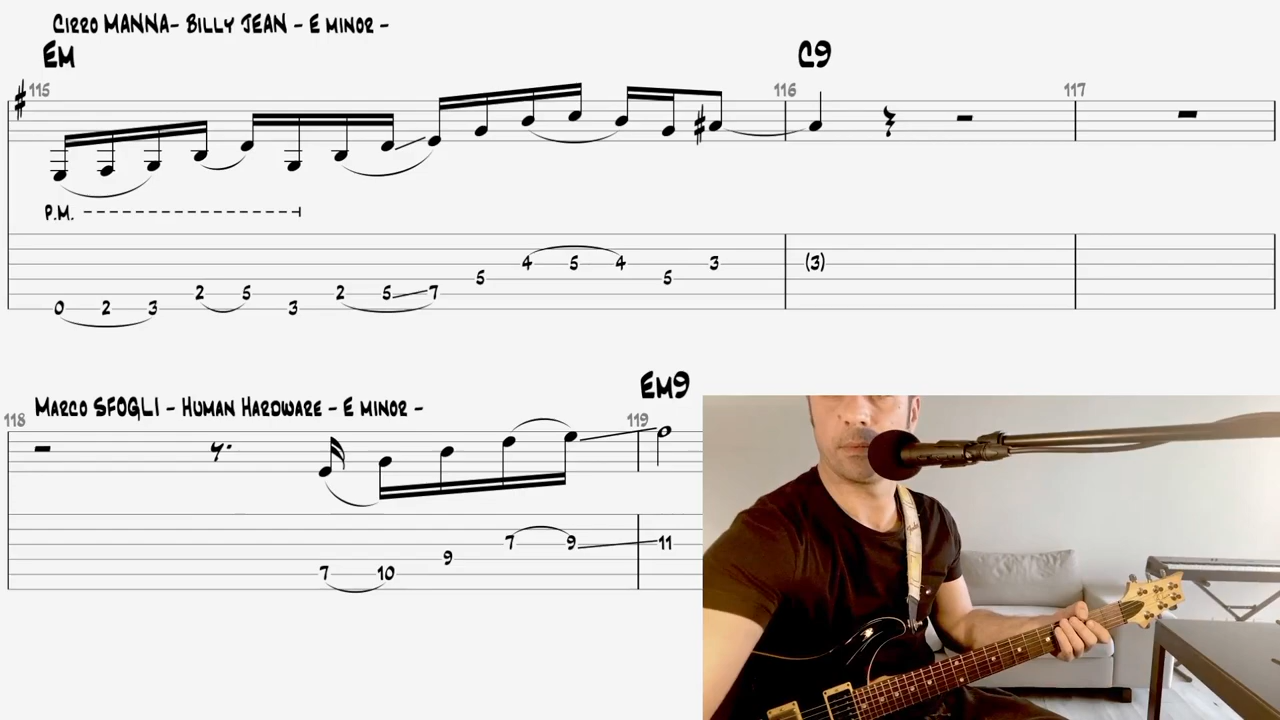 Cirro MANNA- Billy JEAN - E minor -
Em
C9
115
116
117
P.M.
4 5 4 3 (3)
5 5
2 5 2 5 7
0 2 3 3
Marco SFOGLI - Human Hardware - E minor -
Em9
118
119
7 9 11
9
7 10